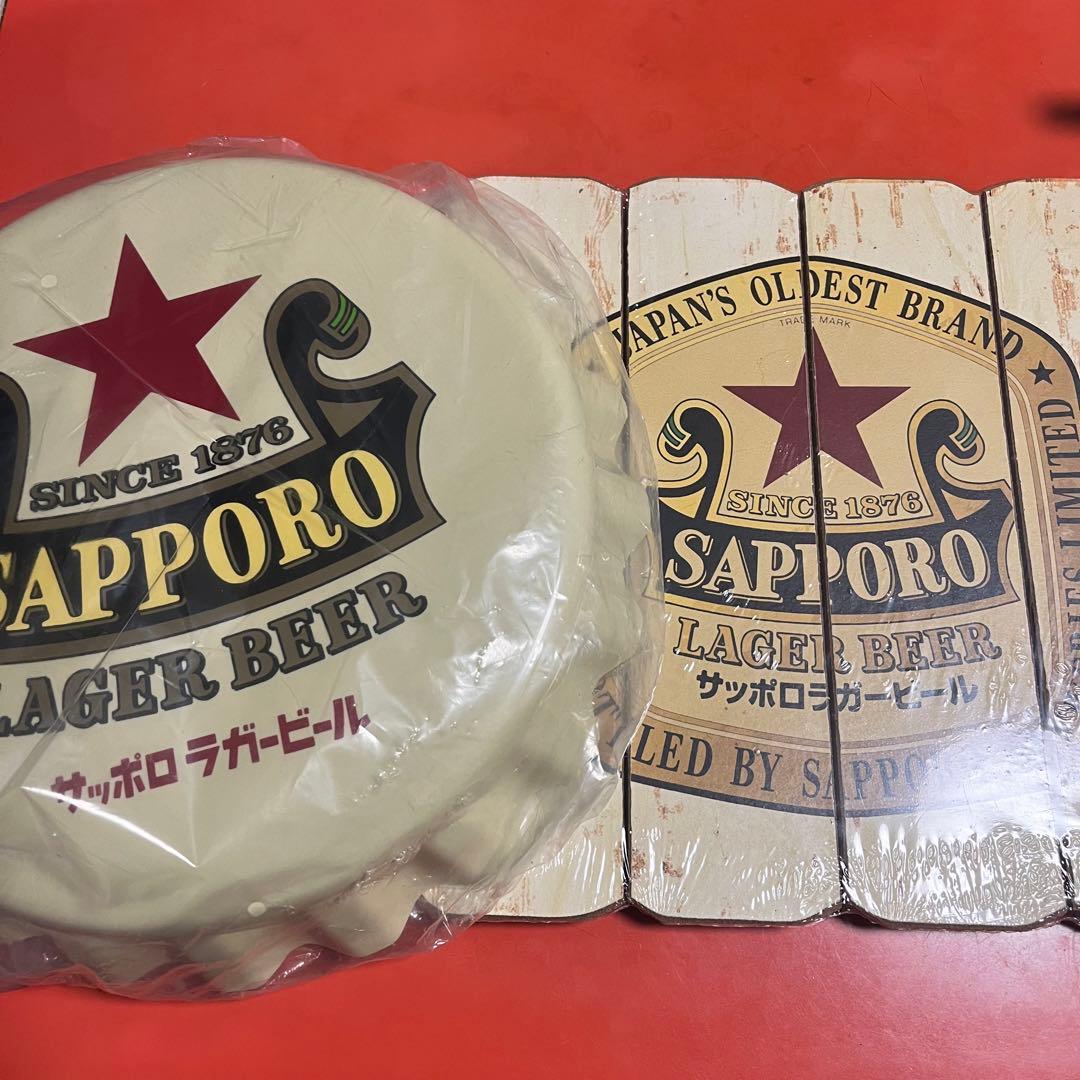 SINCE 1876
SAPPORO
LAGER BEER
サッポロ ラガービール
JAPAN'S OLDEST BRAND
TRADE MARK
SINCE 1876
SAPPORO
LAGER BEER
サッポロラガービール
LIMITED
BY SAPPO